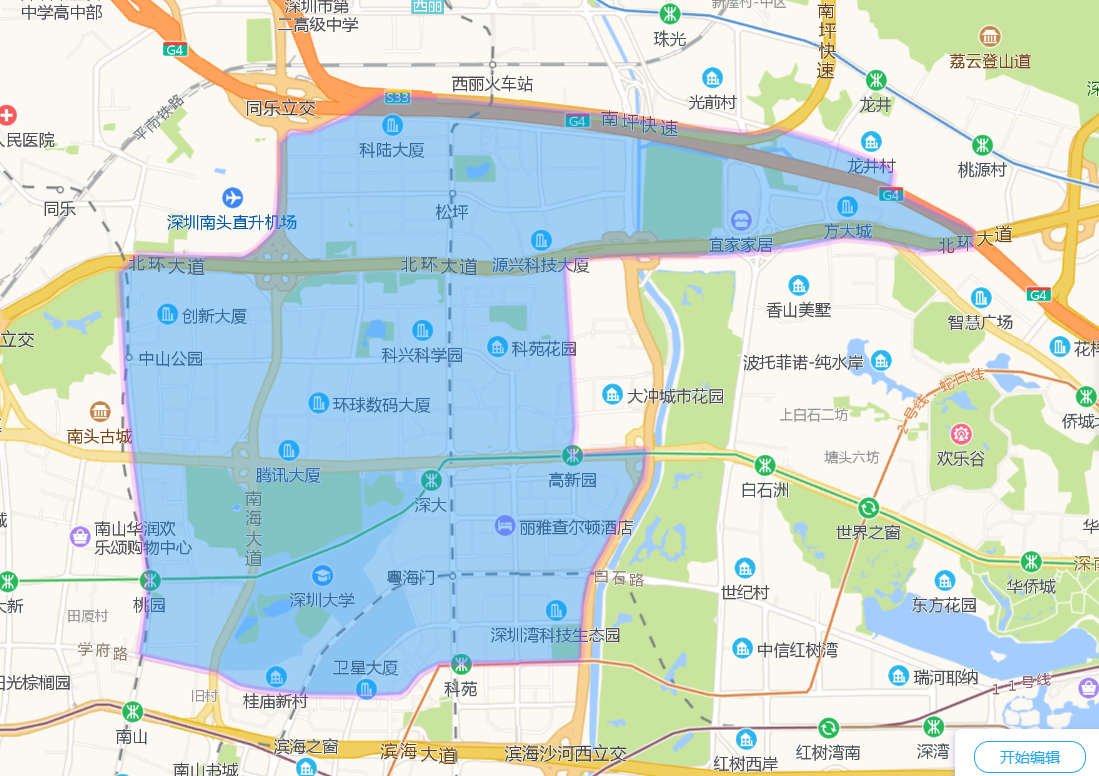 中学高中部
深圳市第
二高级中学
西丽
珠光
南坪快速
荔云登山道
G4
西丽火车站
光前村
龙井
同乐立交
S33
G4
南坪快速
平南铁路
人民医院
科陆大厦
龙井村
桃源村
G4
同乐
深圳南头直升机场
松坪
方大城
宜家家居
北环大道
北环大道
北环大道
源兴科技大厦
G4
香山美墅
智慧广场
创新大厦
立交
中山公园
科兴科学园
科苑花园
波托菲诺-纯水岸
花样
2号线-蛇口线
环球数码大厦
大冲城市花园
上白石二坊
侨城北
南头古城
塘头六坊
欢乐谷
腾讯大厦
高新园
白石洲
深大
南海大道
南山华润欢
乐颂购物中心
丽雅查尔顿酒店
世界之窗
大新
桃园
粤海门
白石路
深南
华侨城
深圳大学
世纪村
东方花园
田厦村
深圳湾科技生态园
学府路
中信红树湾
阳光棕榈园
卫星大厦
旧村
桂庙新村
科苑
瑞河耶纳
11号线
南山
滨海之窗
滨海大道
滨海沙河西立交
红树湾南
深湾
南山书城
红树西岸
开始编辑